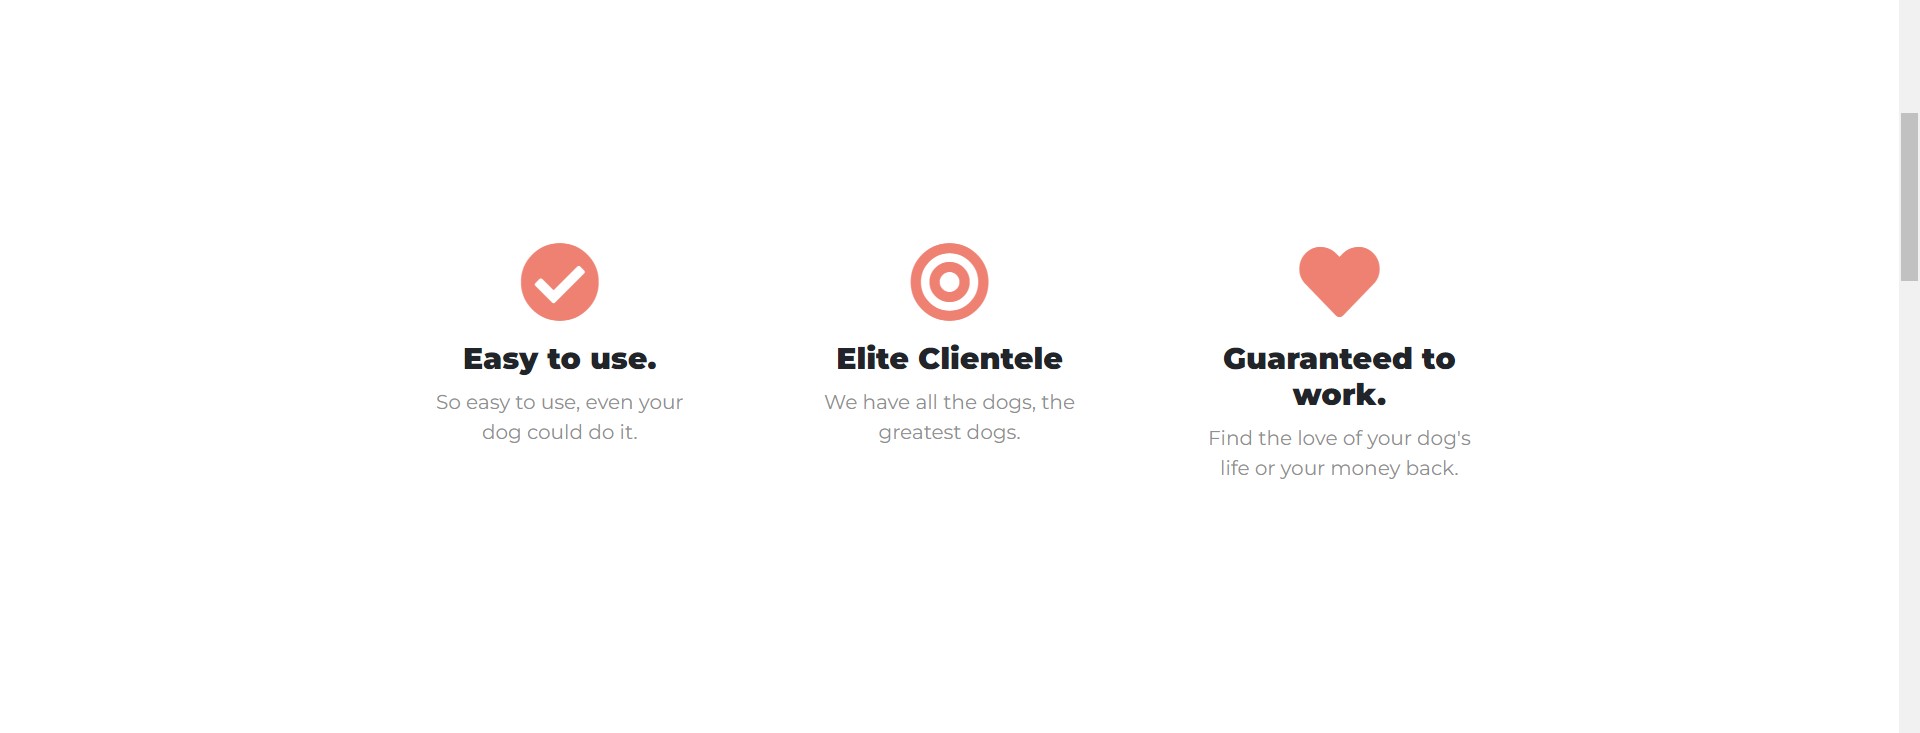 Easy to use.
So easy to use, even your
dog could do it.
Elite Clientele
We have all the dogs, the
greatest dogs.
Guaranteed to
work.
Find the love of your dog's
life or your money back.